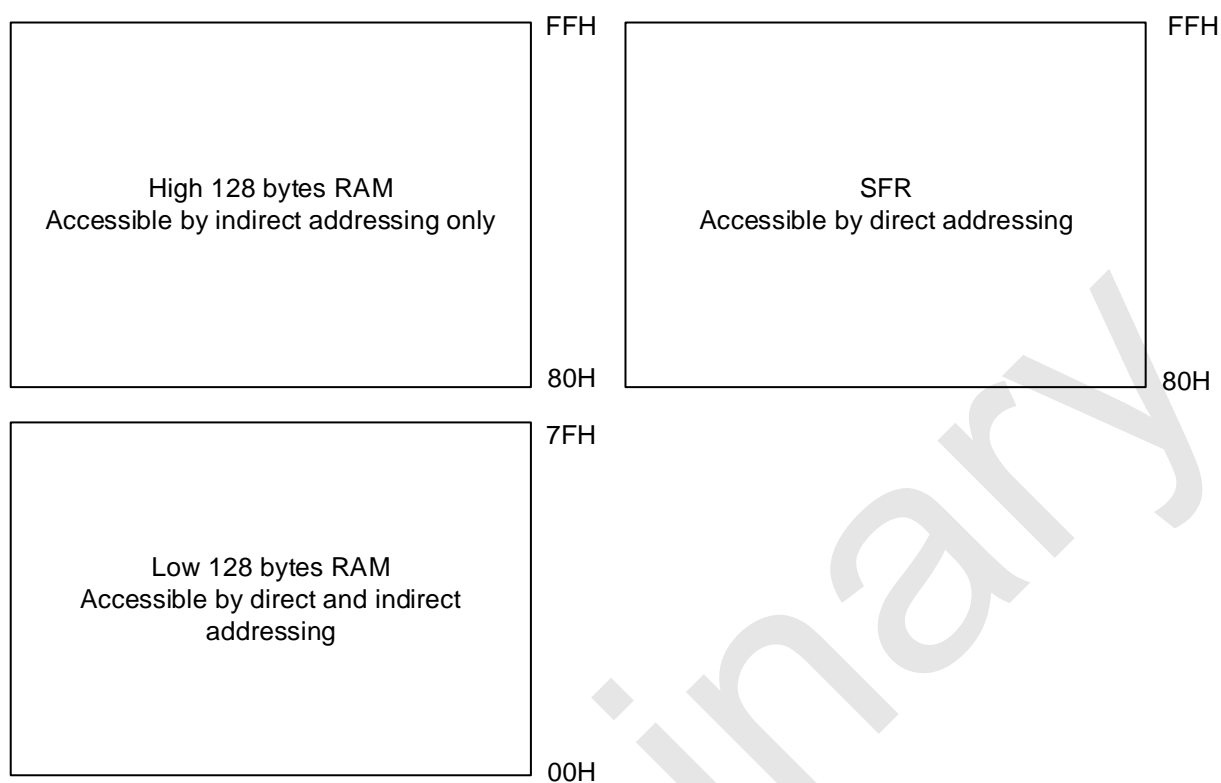 FFH
High 128 bytes RAM
Accessible by indirect addressing only
80H
FFH
SFR
Accessible by direct addressing
80H
7FH
Low 128 bytes RAM
Accessible by direct and indirect
addressing
00H
inary